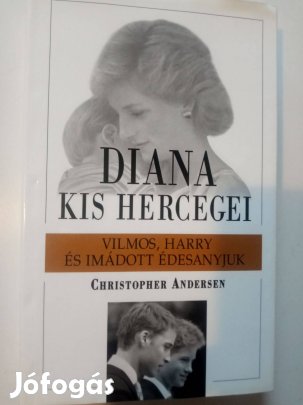 DIANA
KIS HERCEGEI
VILMOS, HARRY
ÉS IMÁDOTT ÉDESANYJUK
CHRISTOPHER ANDERSEN
Jófogás